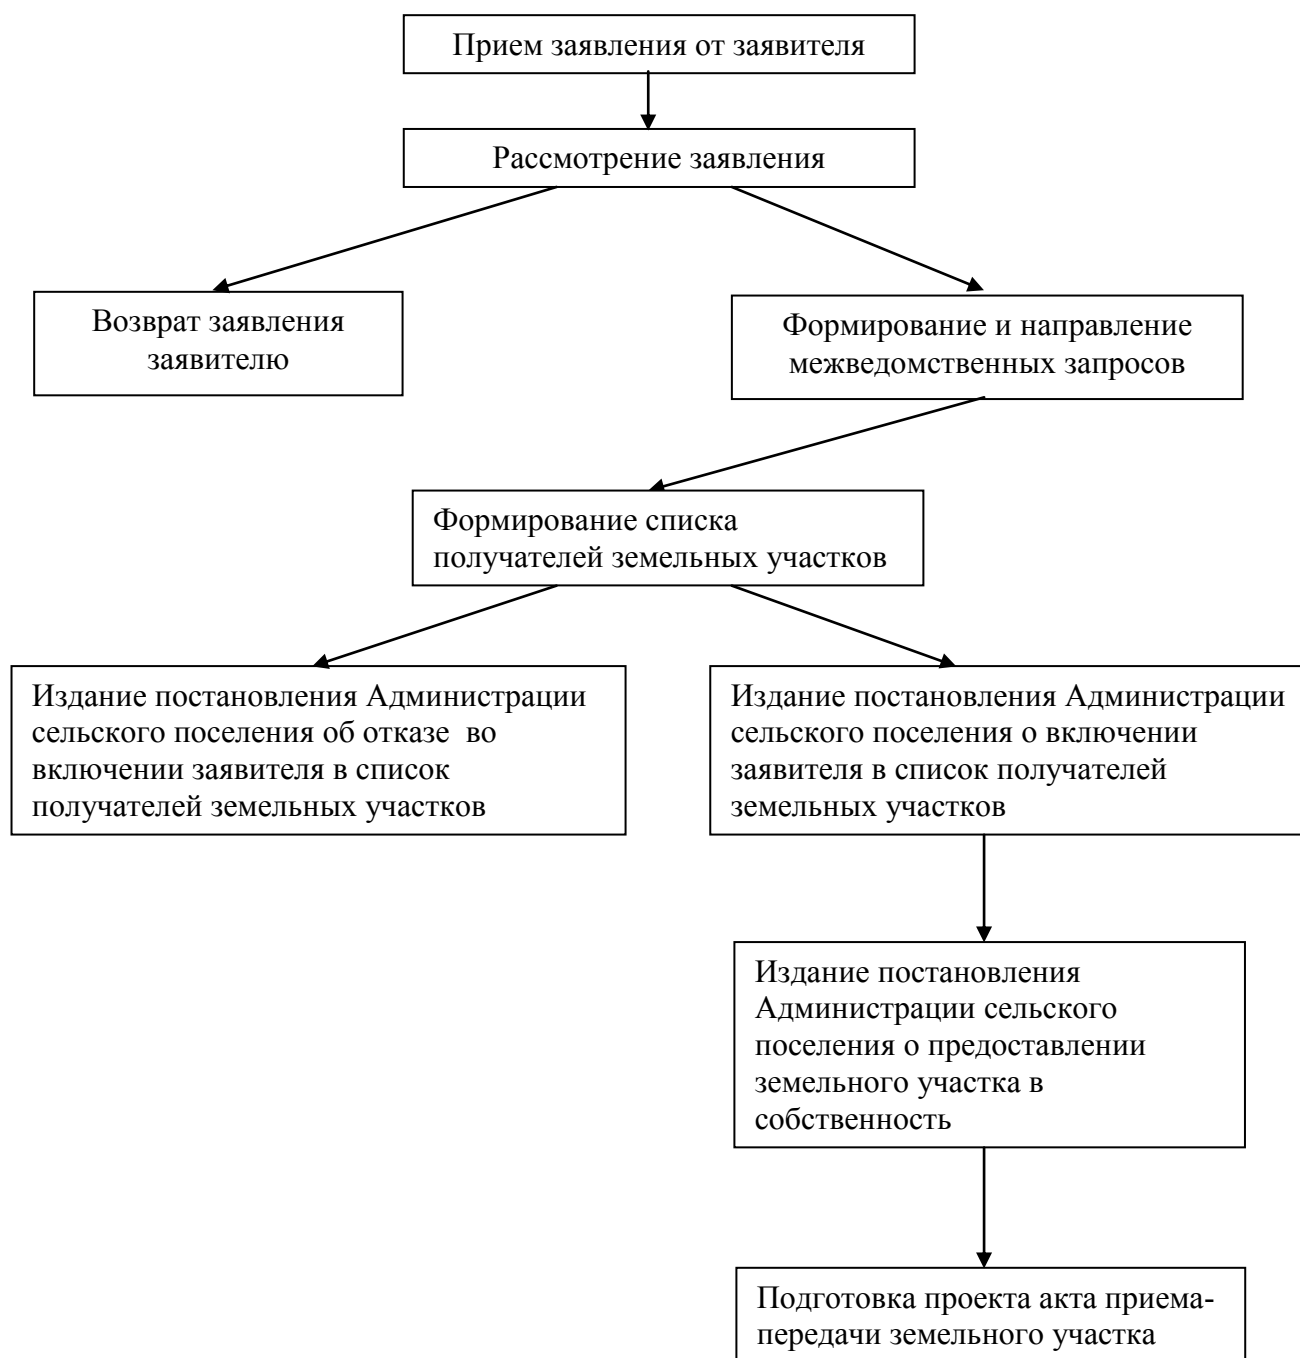 Прием заявления от заявителя
Рассмотрение заявления
Возврат заявления
заявителю
Формирование и направление
межведомственных запросов
Формирование списка
получателей земельных участков
Издание постановления Администрации
сельского поселения об отказе  во
включении заявителя в список
получателей земельных участков
Издание постановления Администрации
сельского поселения о включении
заявителя в список получателей
земельных участков
Издание постановления
Администрации сельского
поселения о предоставлении
земельного участка в
собственность
Подготовка проекта акта приема-
передачи земельного участка